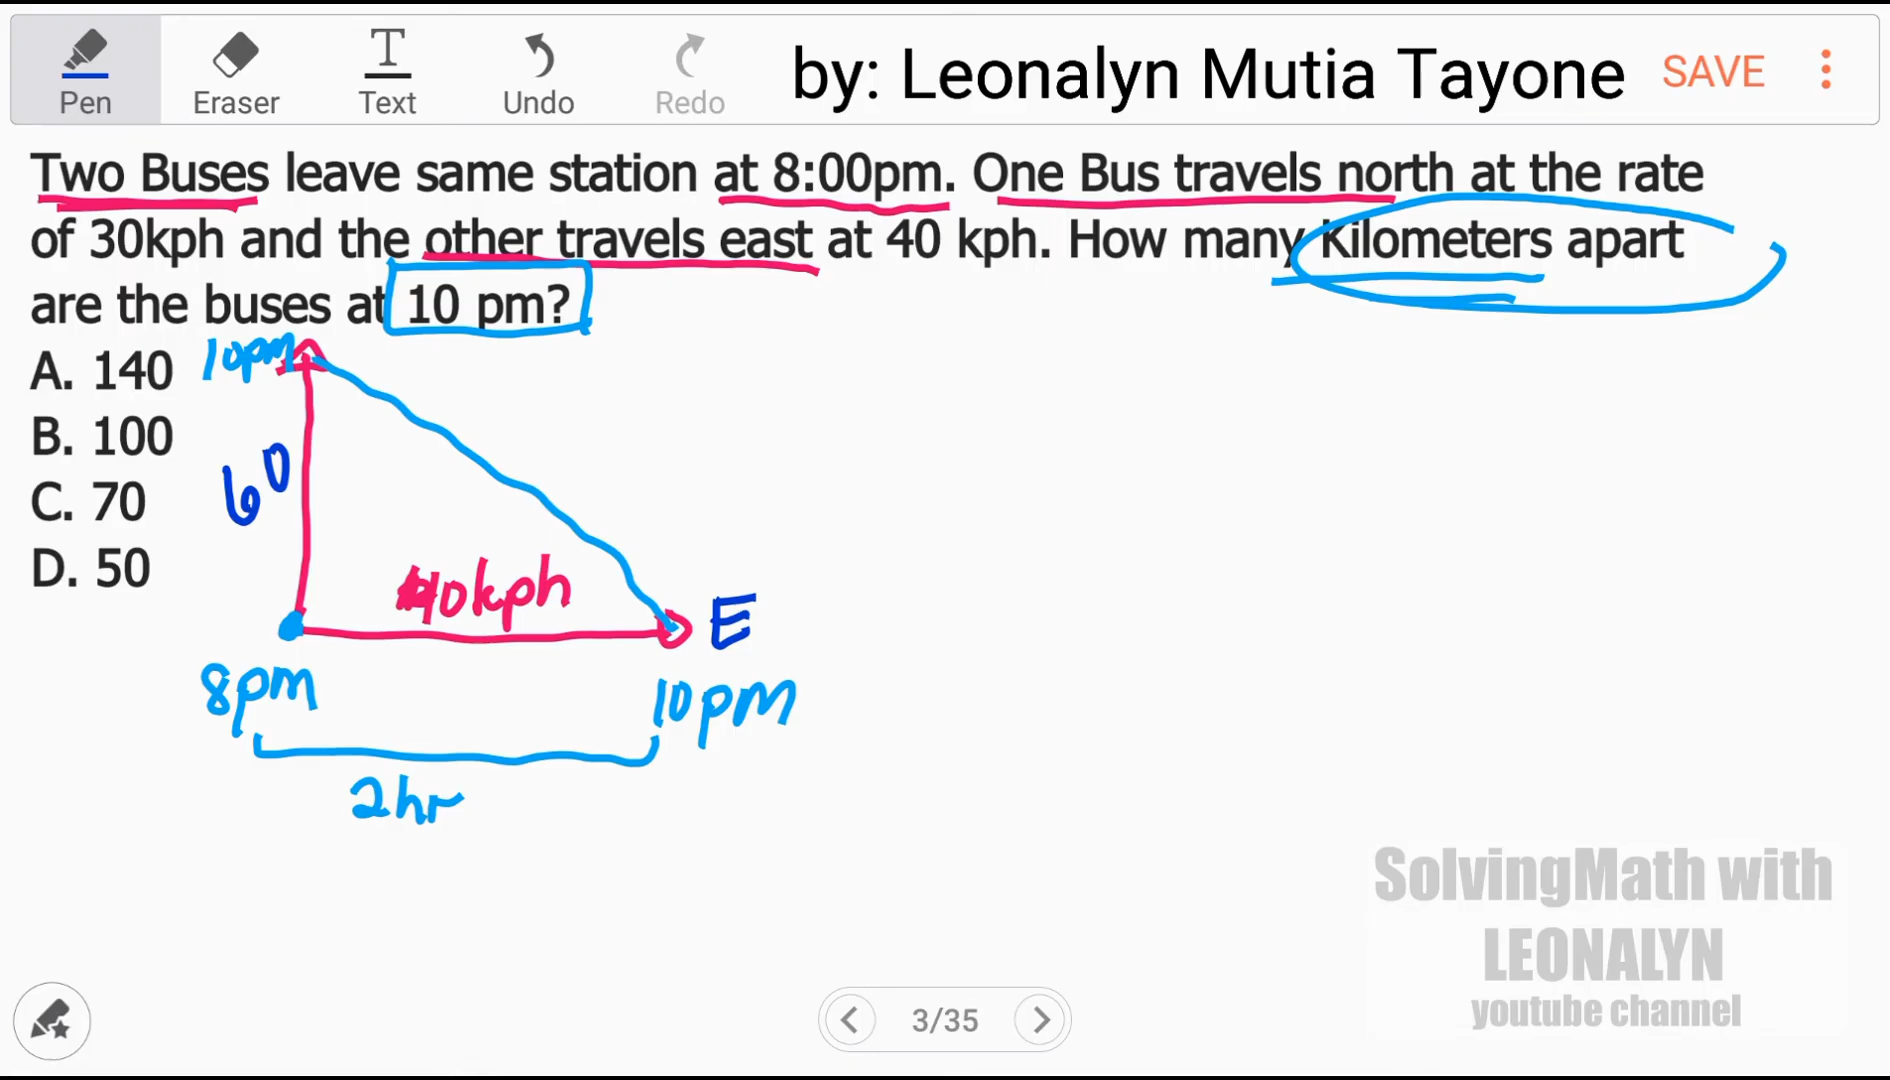 Pen
Eraser
T
Text
Undo
Redo
by: Leonalyn Mutia Tayone
SAVE
Two Buses leave same station at 8:00pm. One Bus travels north at the rate
of 30kph and the other travels east at 40 kph. How many Kilometers apart
are the buses at 10 pm?
A. 140
B. 100
C. 70
D. 50
10pm
60
40kph
E
8pm
10pm
2hr
SolvingMath with
LEONALYN
youtube channel
3/35